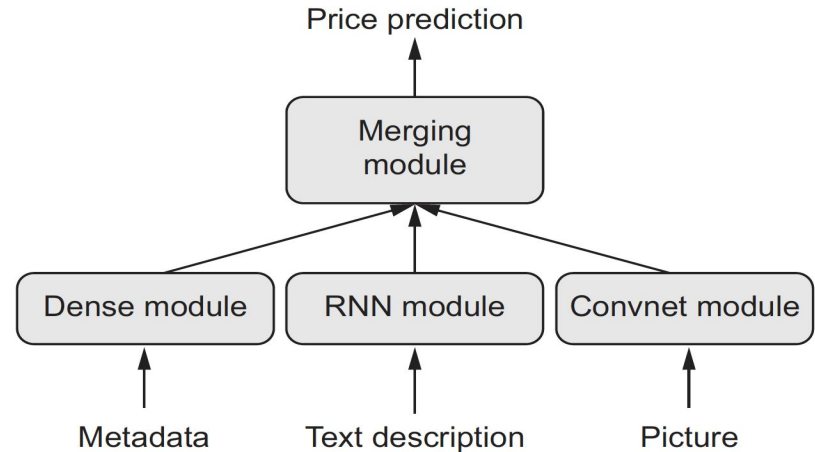 Price prediction
Merging
module
Dense module
RNN module
Convnet module
Metadata
Text description
Picture